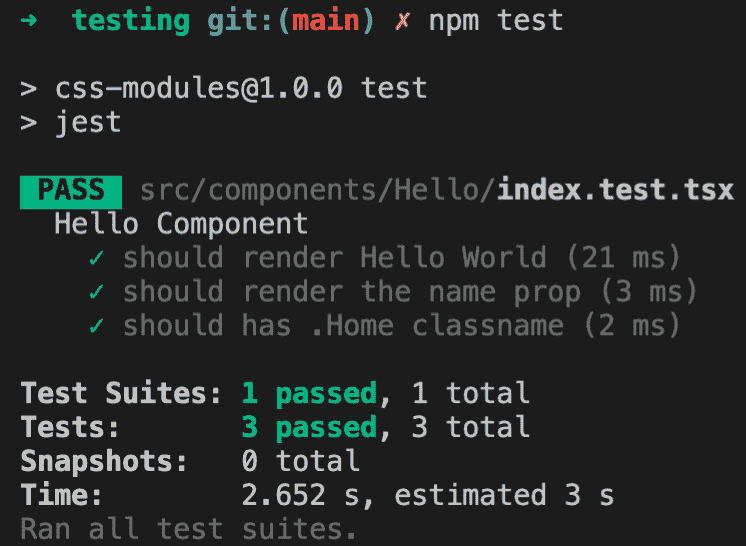 ➜ testing git:(main) ✗ npm test
> css-modules@1.0.0 test
> jest
PASS src/components/Hello/index.test.tsx
Hello Component
✓ should render Hello World (21 ms)
✓ should render the name prop (3 ms)
✓ should has .Home classname (2 ms)
Test Suites: 1 passed, 1 total
Tests: 3 passed, 3 total
Snapshots: 0 total
Time: 2.652 s, estimated 3 s
Ran all test suites.